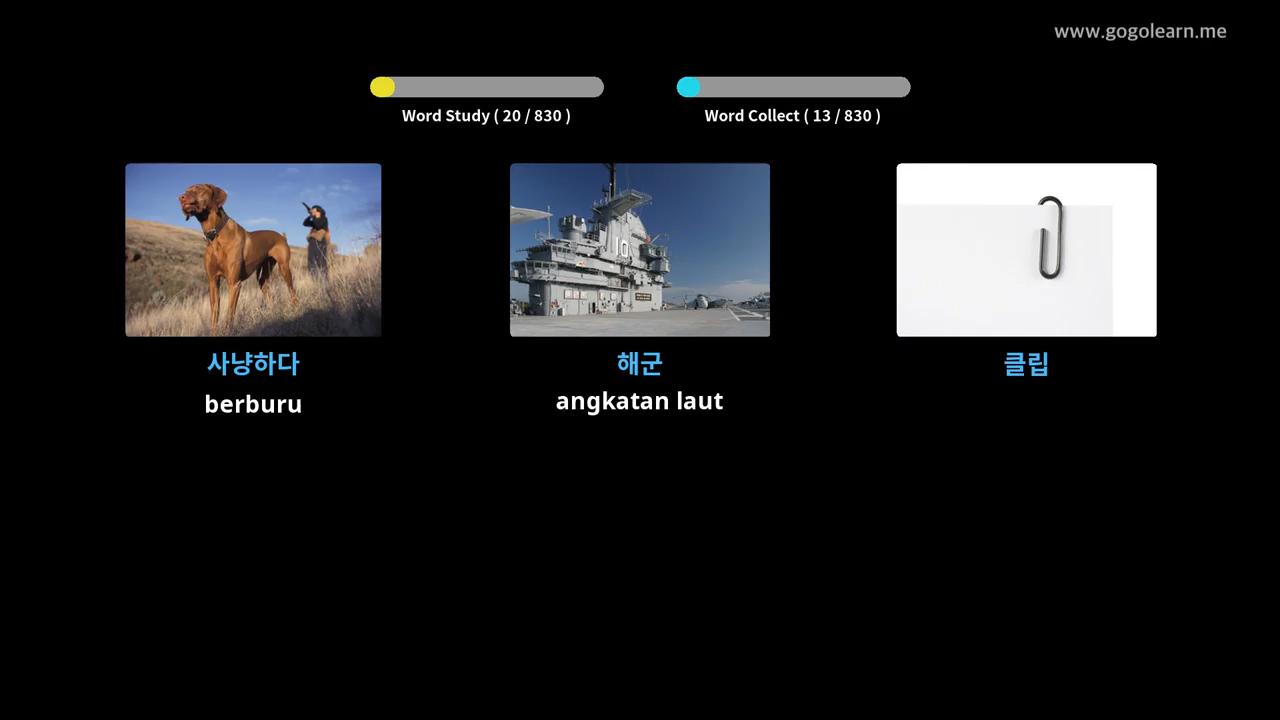 www.gogolearn.me
Word Study ( 20 / 830 )
Word Collect ( 13 / 830 )
10
사냥하다
해군
클립
berburu
angkatan laut